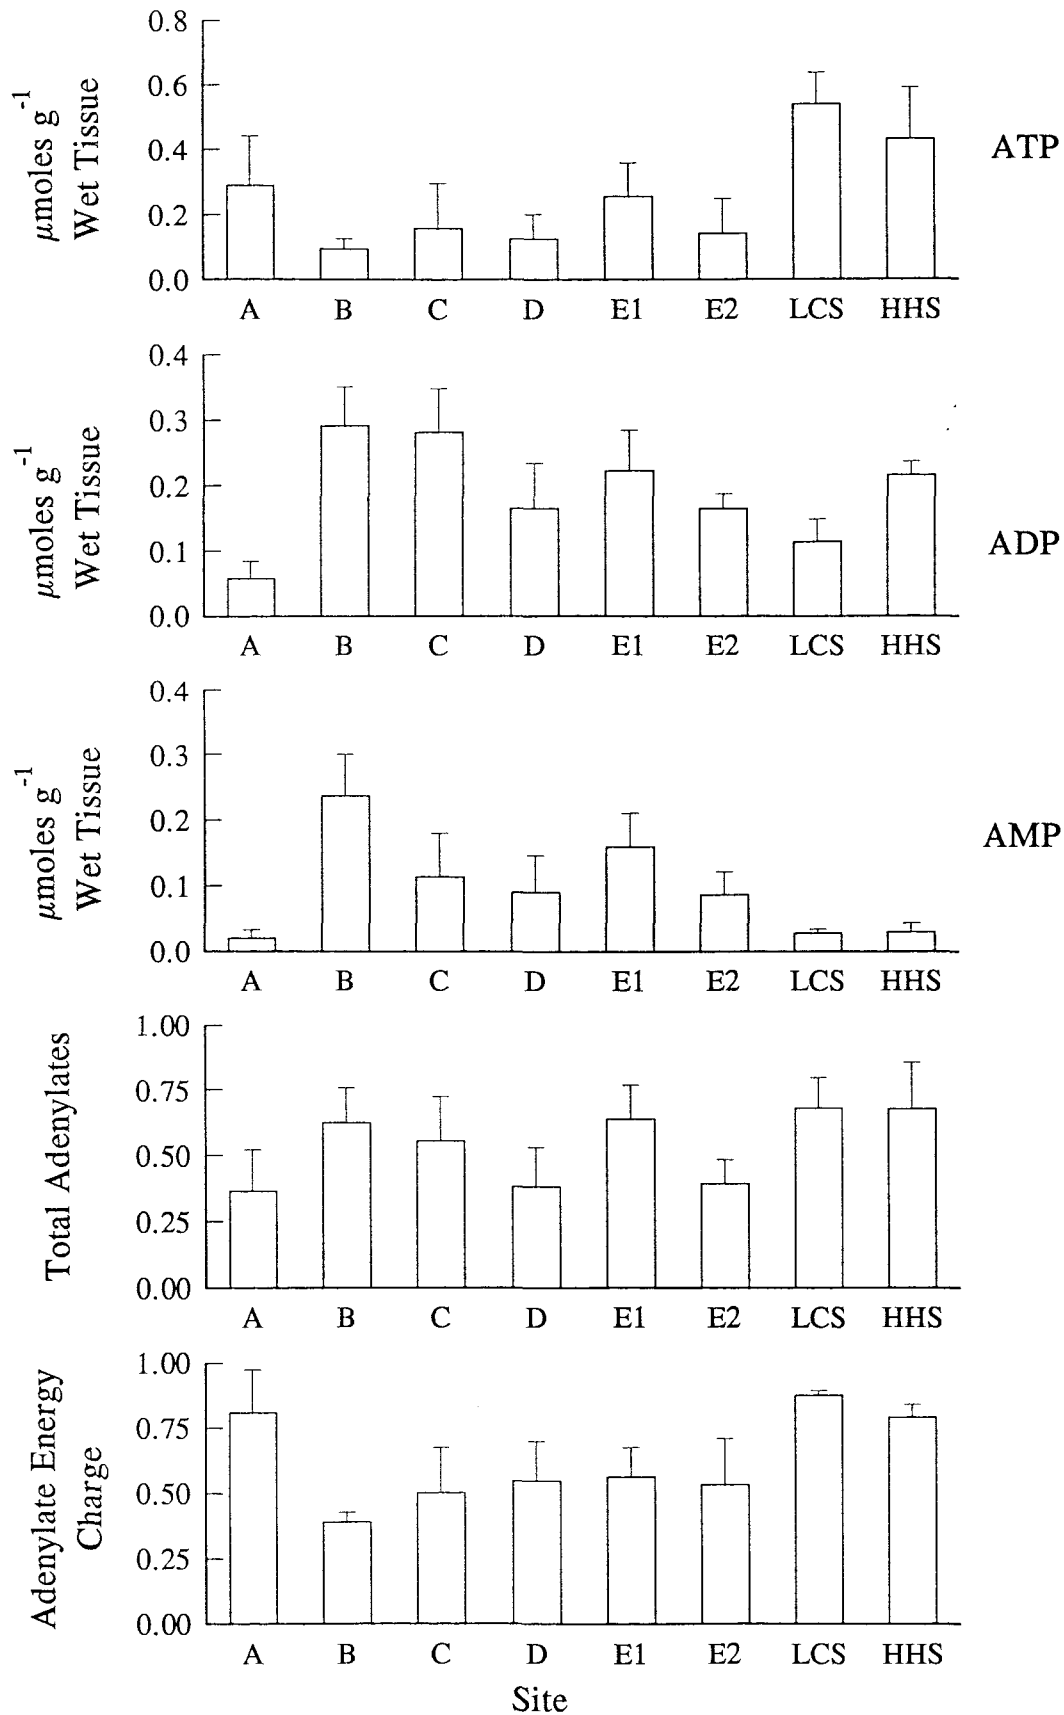 0.8
0.6
0.4
0.2
0.0
μmoles g-1
Wet Tissue
ATP
A B C D E1 E2 LCS HHS
0.4
0.3
0.2
0.1
0.0
μmoles g-1
Wet Tissue
ADP
A B C D E1 E2 LCS HHS
0.4
0.3
0.2
0.1
0.0
μmoles g-1
Wet Tissue
AMP
A B C D E1 E2 LCS HHS
1.00
0.75
0.50
0.25
0.00
Total Adenylates
A B C D E1 E2 LCS HHS
1.00
0.75
0.50
0.25
0.00
Adenylate Energy
Charge
A B C D E1 E2 LCS HHS
Site